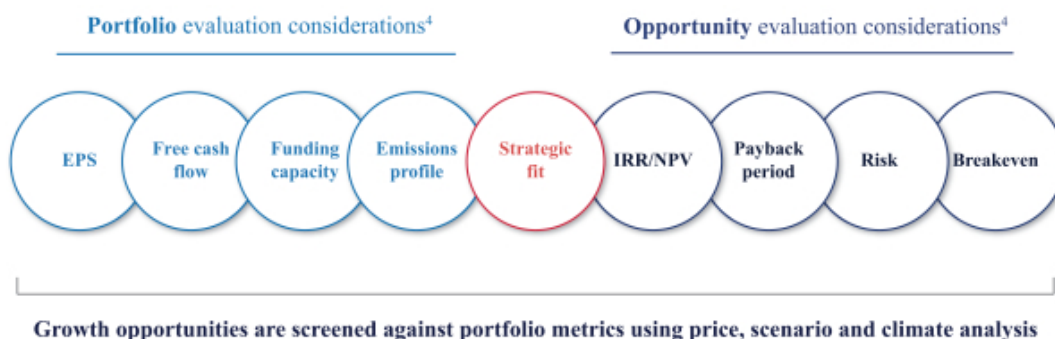 Portfolio evaluation considerations4
Opportunity evaluation considerations4
EPS
Free cash
flow
Funding
capacity
Emissions
profile
Strategic
fit
IRR/NPV
Payback
period
Risk
Breakeven
Growth opportunities are screened against portfolio metrics using price, scenario and climate analysis